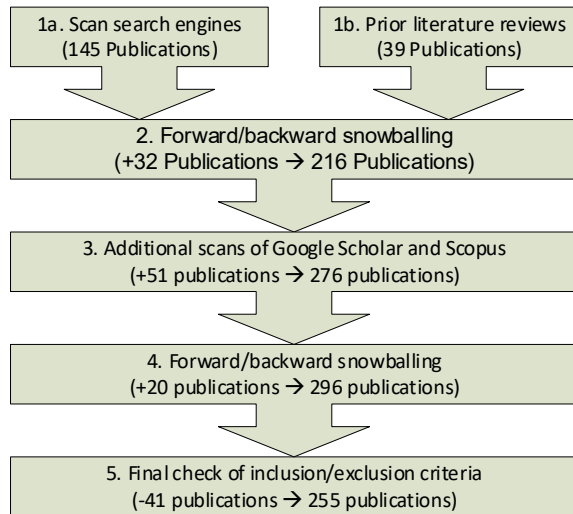 1a. Scan search engines
(145 Publications)
1b. Prior literature reviews
(39 Publications)
2. Forward/backward snowballing
(+32 Publications → 216 Publications)
3. Additional scans of Google Scholar and Scopus
(+51 publications → 276 publications)
4. Forward/backward snowballing
(+20 publications → 296 publications)
5. Final check of inclusion/exclusion criteria
(-41 publications → 255 publications)